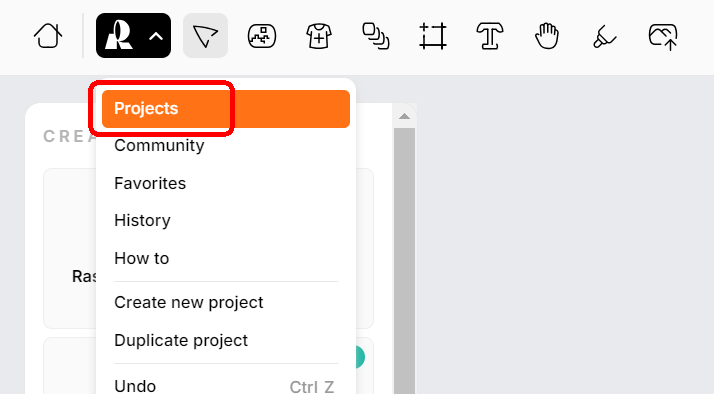 Projects
CREA
Community
Favorites
History
Ras
How to
Create new project
Duplicate project
Undo Ctrl Z